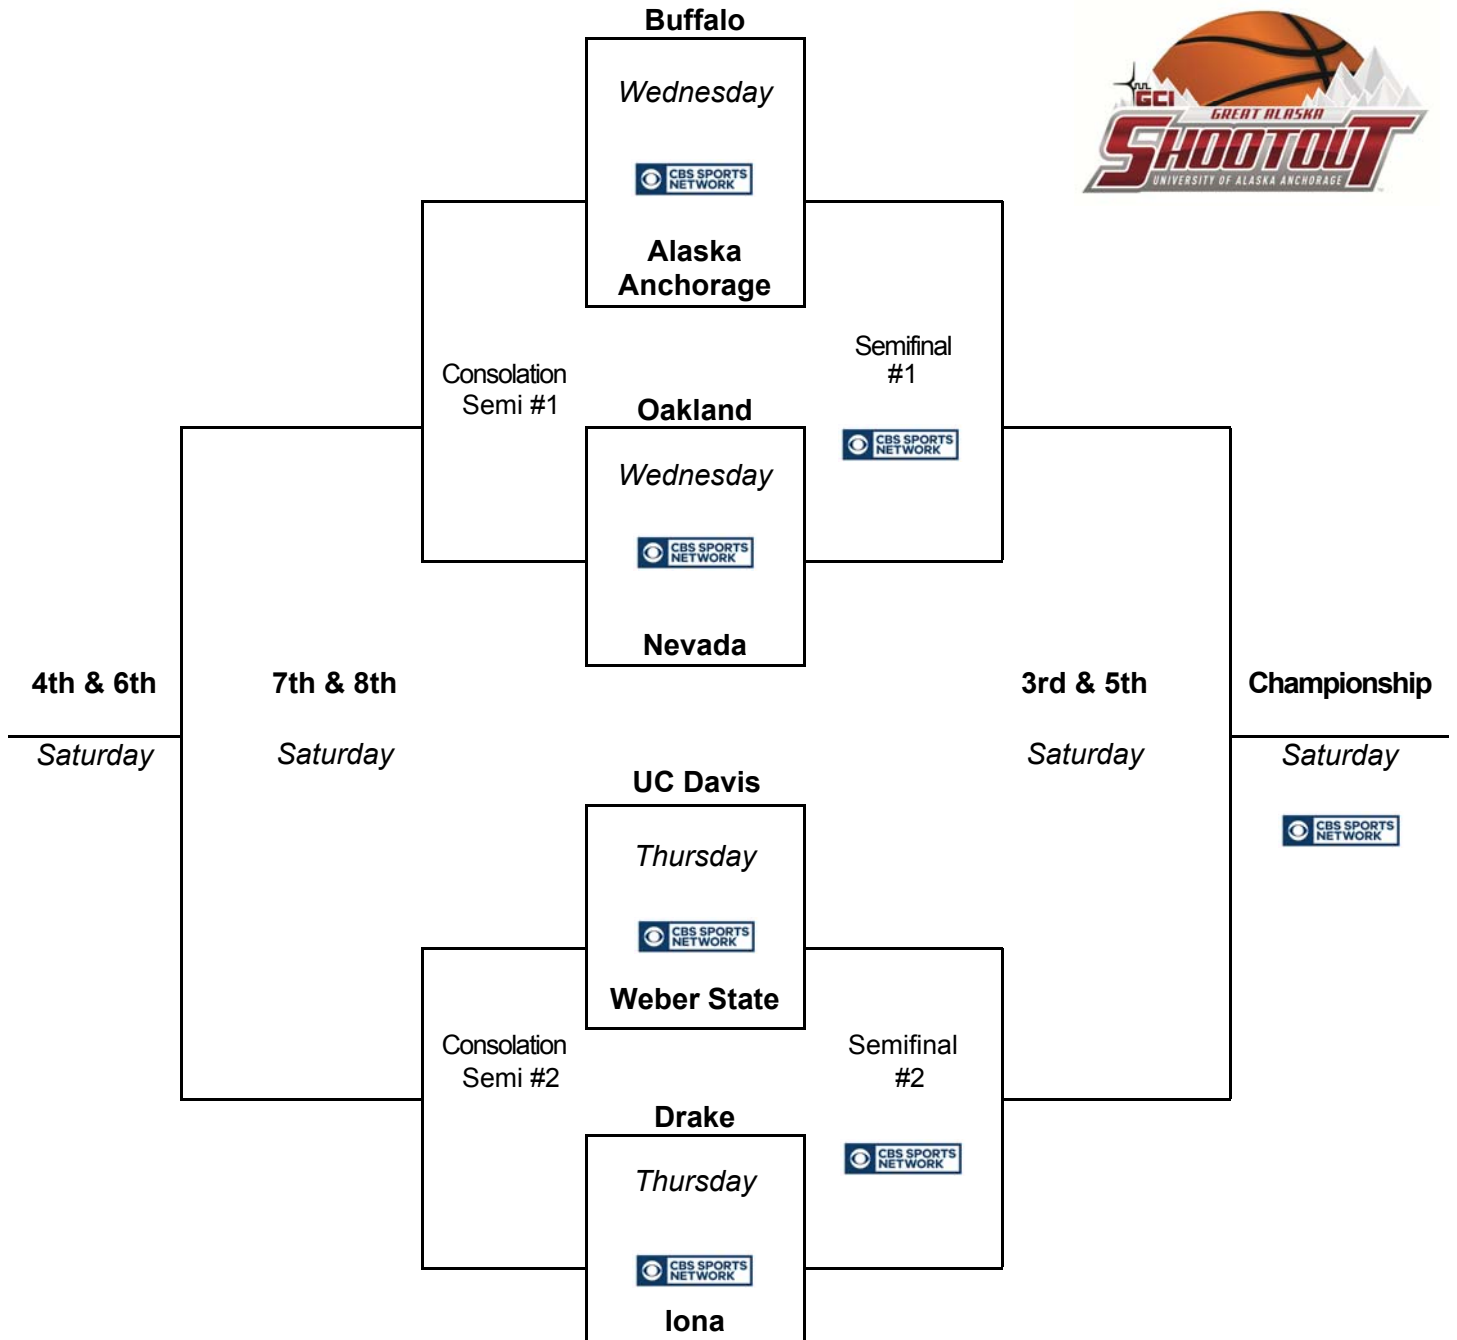 Buffalo
Wednesday
CBS SPORTS
NETWORK
Alaska
Anchorage
GCI
GREAT ALASKA
SHOOTOUT
UNIVERSITY OF ALASKA ANCHORAGE
Consolation
Semi #1
Semifinal
#1
CBS SPORTS
NETWORK
Oakland
Wednesday
CBS SPORTS
NETWORK
Nevada
4th & 6th
Saturday
7th & 8th
Saturday
3rd & 5th
Saturday
Championship
Saturday
CBS SPORTS
NETWORK
UC Davis
Thursday
CBS SPORTS
NETWORK
Weber State
Consolation
Semi #2
Semifinal
#2
CBS SPORTS
NETWORK
Drake
Thursday
CBS SPORTS
NETWORK
Iona